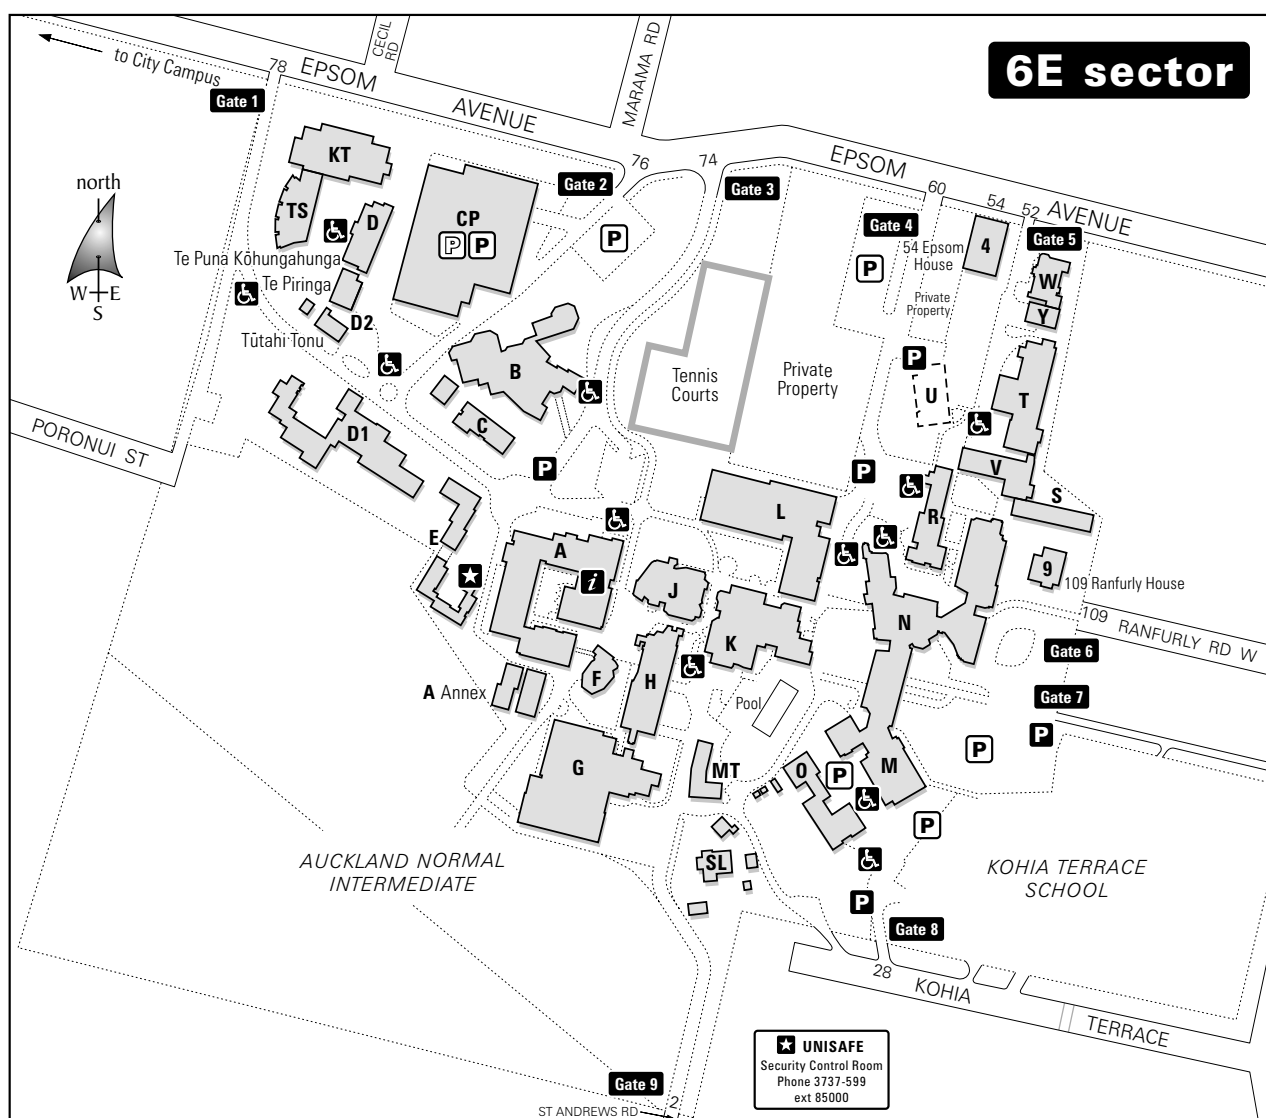 6E sector
to City Campus
78
EPSOM
AVENUE
CECIL
RD
MARAMA RD
Gate 1
76
74
Gate 2
Gate 3
EPSOM
AVENUE
60
54
52
Gate 4
Gate 5
54 Epsom
House
4
P
Private
Property
W
Y
north
W
E
S
KT
TS
D
CP
P P
P
Te Puna Kōhungahunga
Te Piringa
D2
Tūtahi Tonu
B
C
Tennis
Courts
Private
Property
P
U
T
V
S
PORONUI ST
D1
P
P
E
A
i
L
R
9
109 Ranfurly House
109 RANFURLY RD W
J
K
N
Gate 6
Gate 7
A Annex
F
H
Pool
P
P
G
MT
O
P
M
P
SL
AUCKLAND NORMAL
INTERMEDIATE
KOHIA TERRACE
SCHOOL
P
Gate 8
28
KOHIA
TERRACE
UNISAFE
Security Control Room
Phone 3737-599
ext 85000
Gate 9
2
ST ANDREWS RD